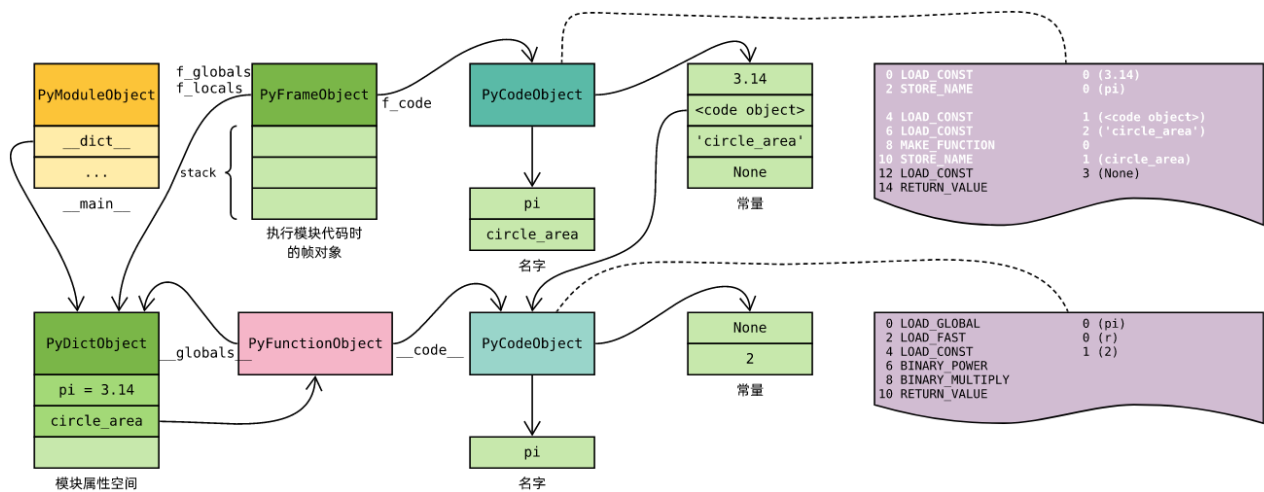 f_globals
f_locals
PyModuleObject
__dict__
...
__main__
PyFrameObject
f_code
stack
执行模块代码时
的帧对象
PyCodeObject
pi
circle_area
名字
3.14
<code object>
'circle_area'
None
常量
0 LOAD_CONST 0 (3.14)
2 STORE_NAME 0 (pi)
4 LOAD_CONST 1 (<code object>)
6 LOAD_CONST 2 ('circle_area')
8 MAKE_FUNCTION 0
10 STORE_NAME 1 (circle_area)
12 LOAD_CONST 3 (None)
14 RETURN_VALUE
PyDictObject
pi = 3.14
circle_area
模块属性空间
__globals__
PyFunctionObject
__code__
PyCodeObject
pi
名字
None
2
常量
0 LOAD_GLOBAL 0 (pi)
2 LOAD_FAST 0 (r)
4 LOAD_CONST 1 (2)
6 BINARY_POWER
8 BINARY_MULTIPLY
10 RETURN_VALUE